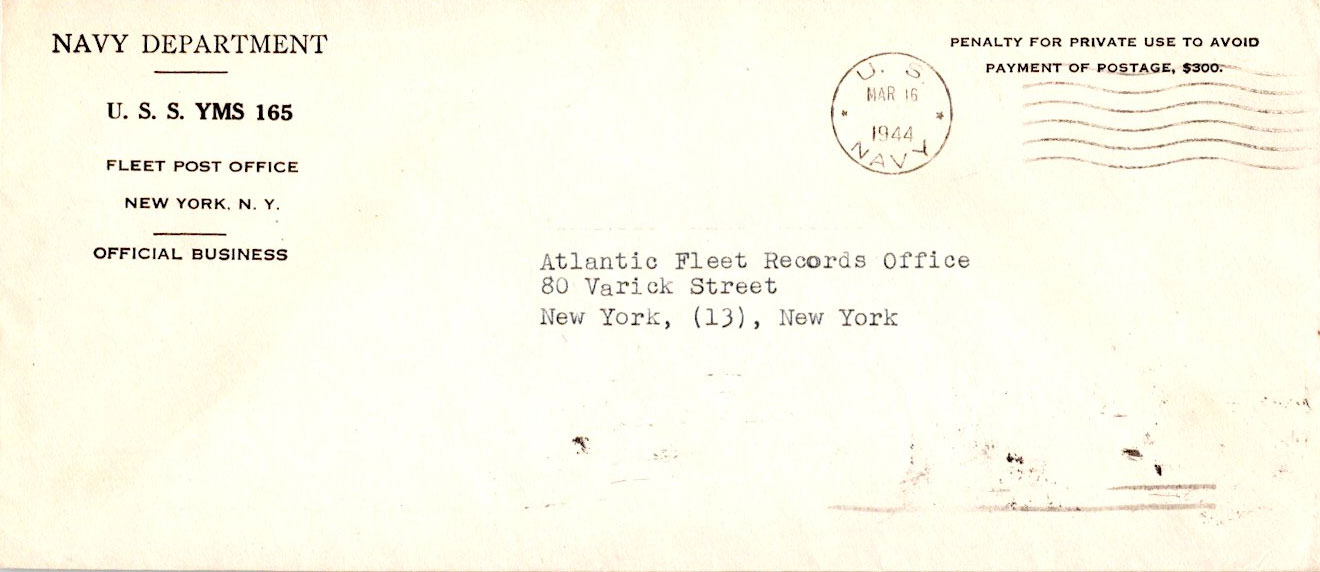 NAVY DEPARTMENT
U. S. S. YMS 165
FLEET POST OFFICE
NEW YORK, N. Y.
OFFICIAL BUSINESS
U. S.
MAR 16
1944
NAVY
PENALTY FOR PRIVATE USE TO AVOID
PAYMENT OF POSTAGE, $300.
Atlantic Fleet Records Office
80 Varick Street
New York, (13), New York